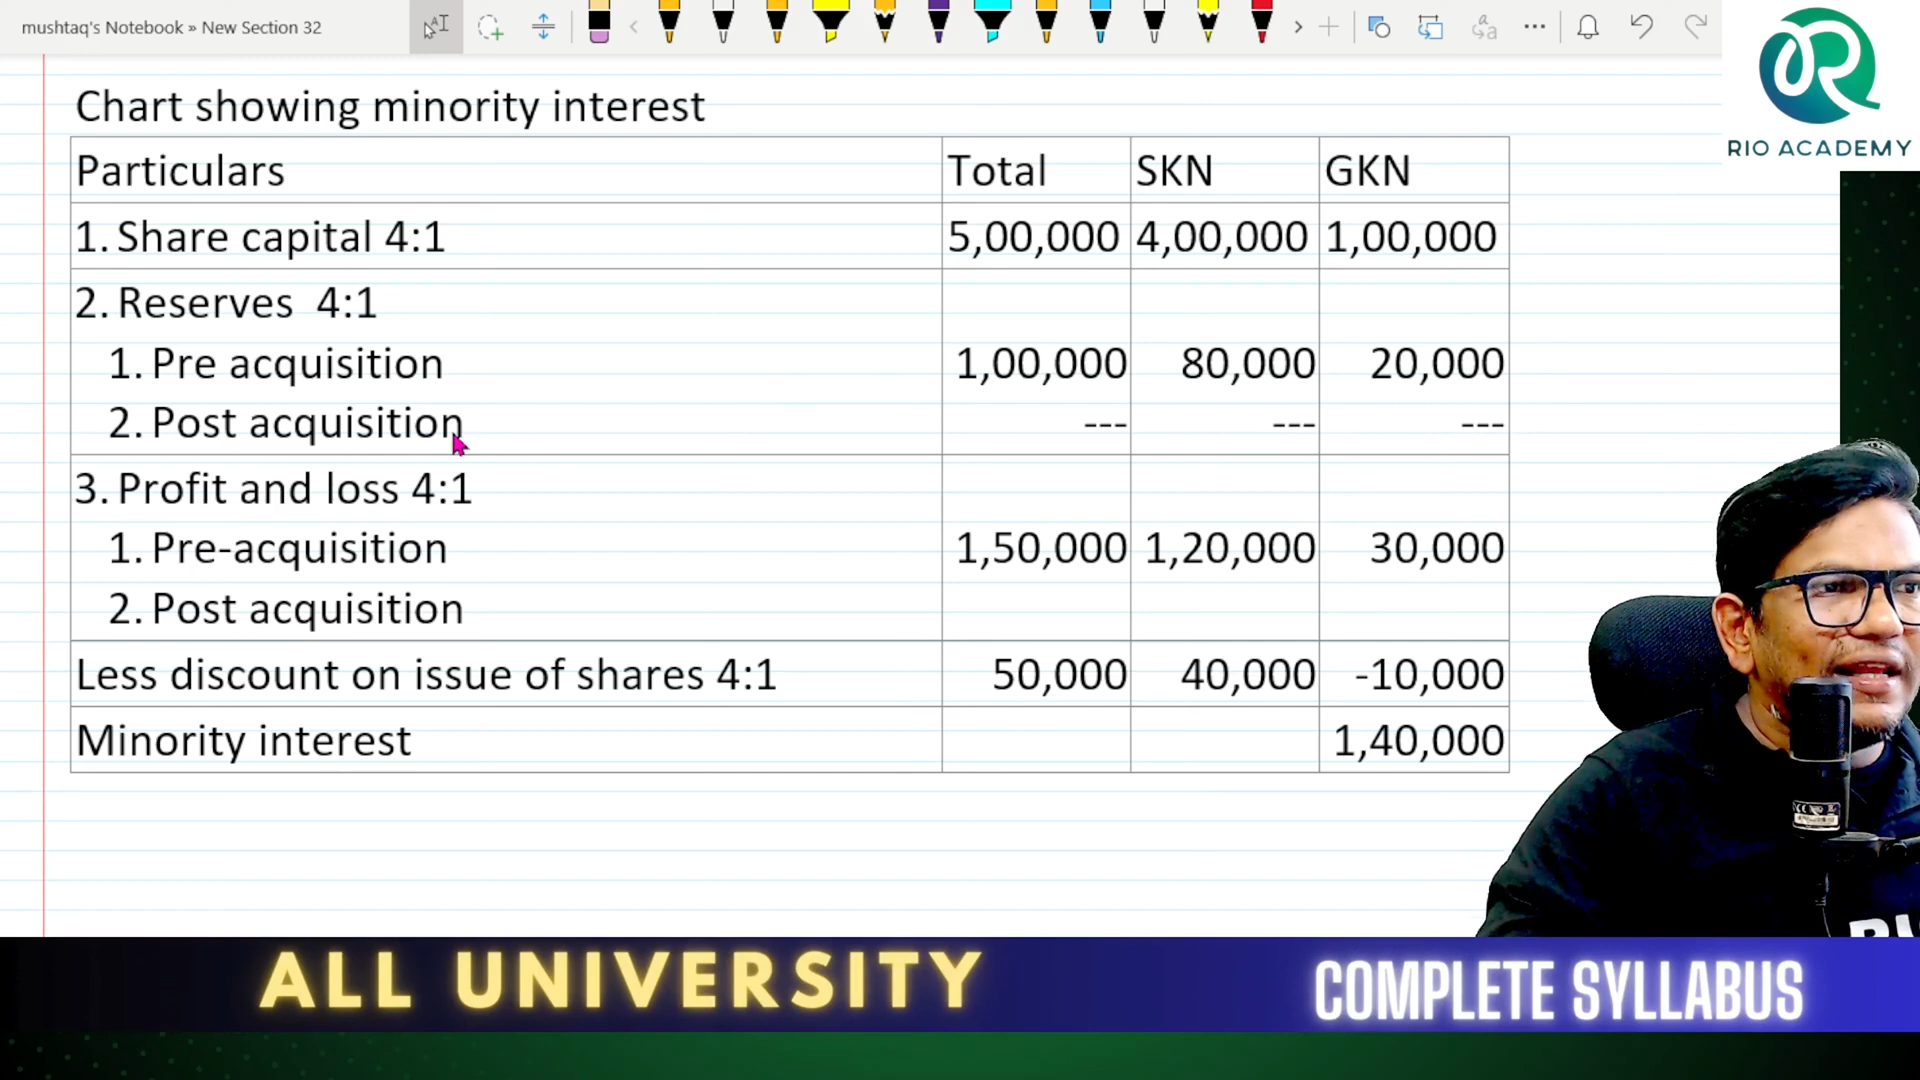 mushtaq's Notebook » New Section 32
RIO ACADEMY
Chart showing minority interest
Particulars Total SKN GKN
1. Share capital 4:1 5,00,000 4,00,000 1,00,000
2. Reserves 4:1
1. Pre acquisition 1,00,000 80,000 20,000
2. Post acquisition --- --- ---
3. Profit and loss 4:1
1. Pre-acquisition 1,50,000 1,20,000 30,000
2. Post acquisition
Less discount on issue of shares 4:1 50,000 40,000 -10,000
Minority interest 1,40,000
ALL UNIVERSITY
COMPLETE SYLLABUS